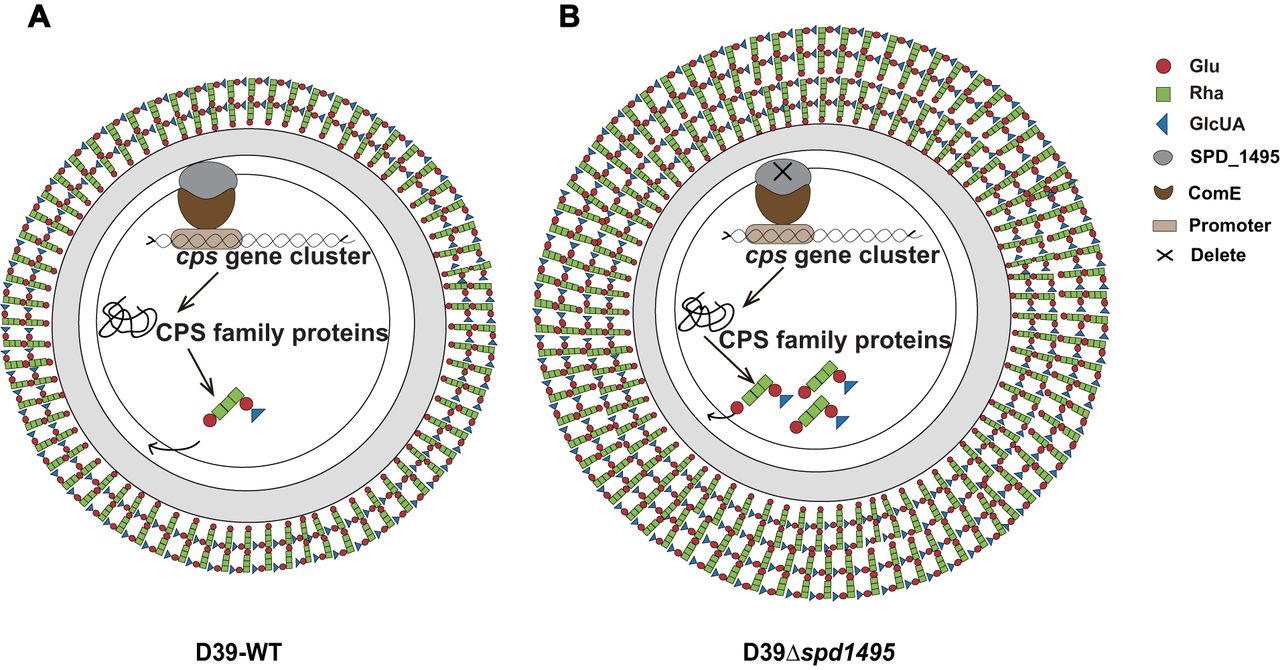 A
B
Glu
Rha
GlcUA
SPD_1495
ComE
Promoter
Delete
cps gene cluster
CPS family proteins
cps gene cluster
CPS family proteins
D39-WT
D39Δspd1495